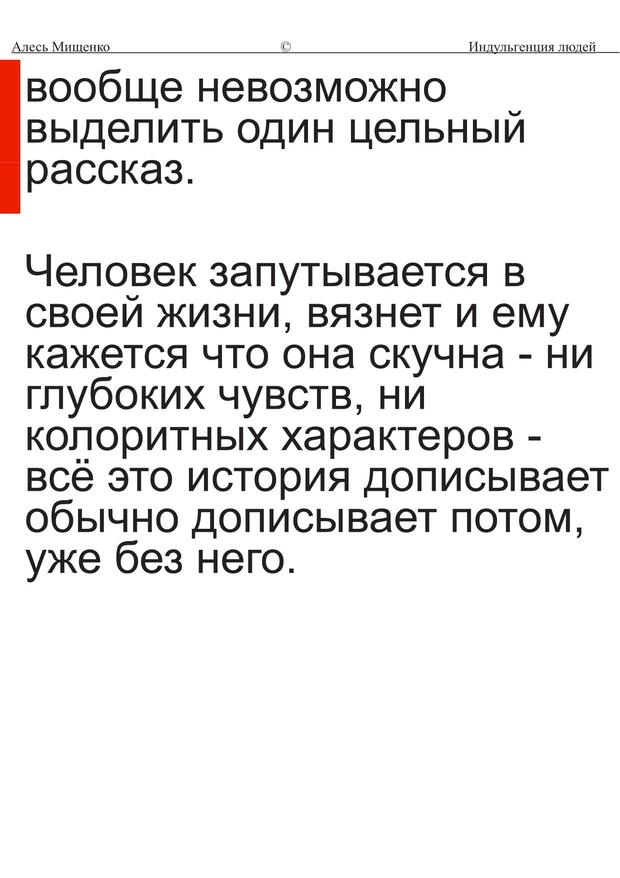 Алесь Мищенко © Индульгенция людей
вообще невозможно
выделить один цельный
рассказ.
Человек запутывается в
своей жизни, вязнет и ему
кажется что она скучна - ни
глубоких чувств, ни
колоритных характеров -
всё это история дописывает
обычно дописывает потом,
уже без него.